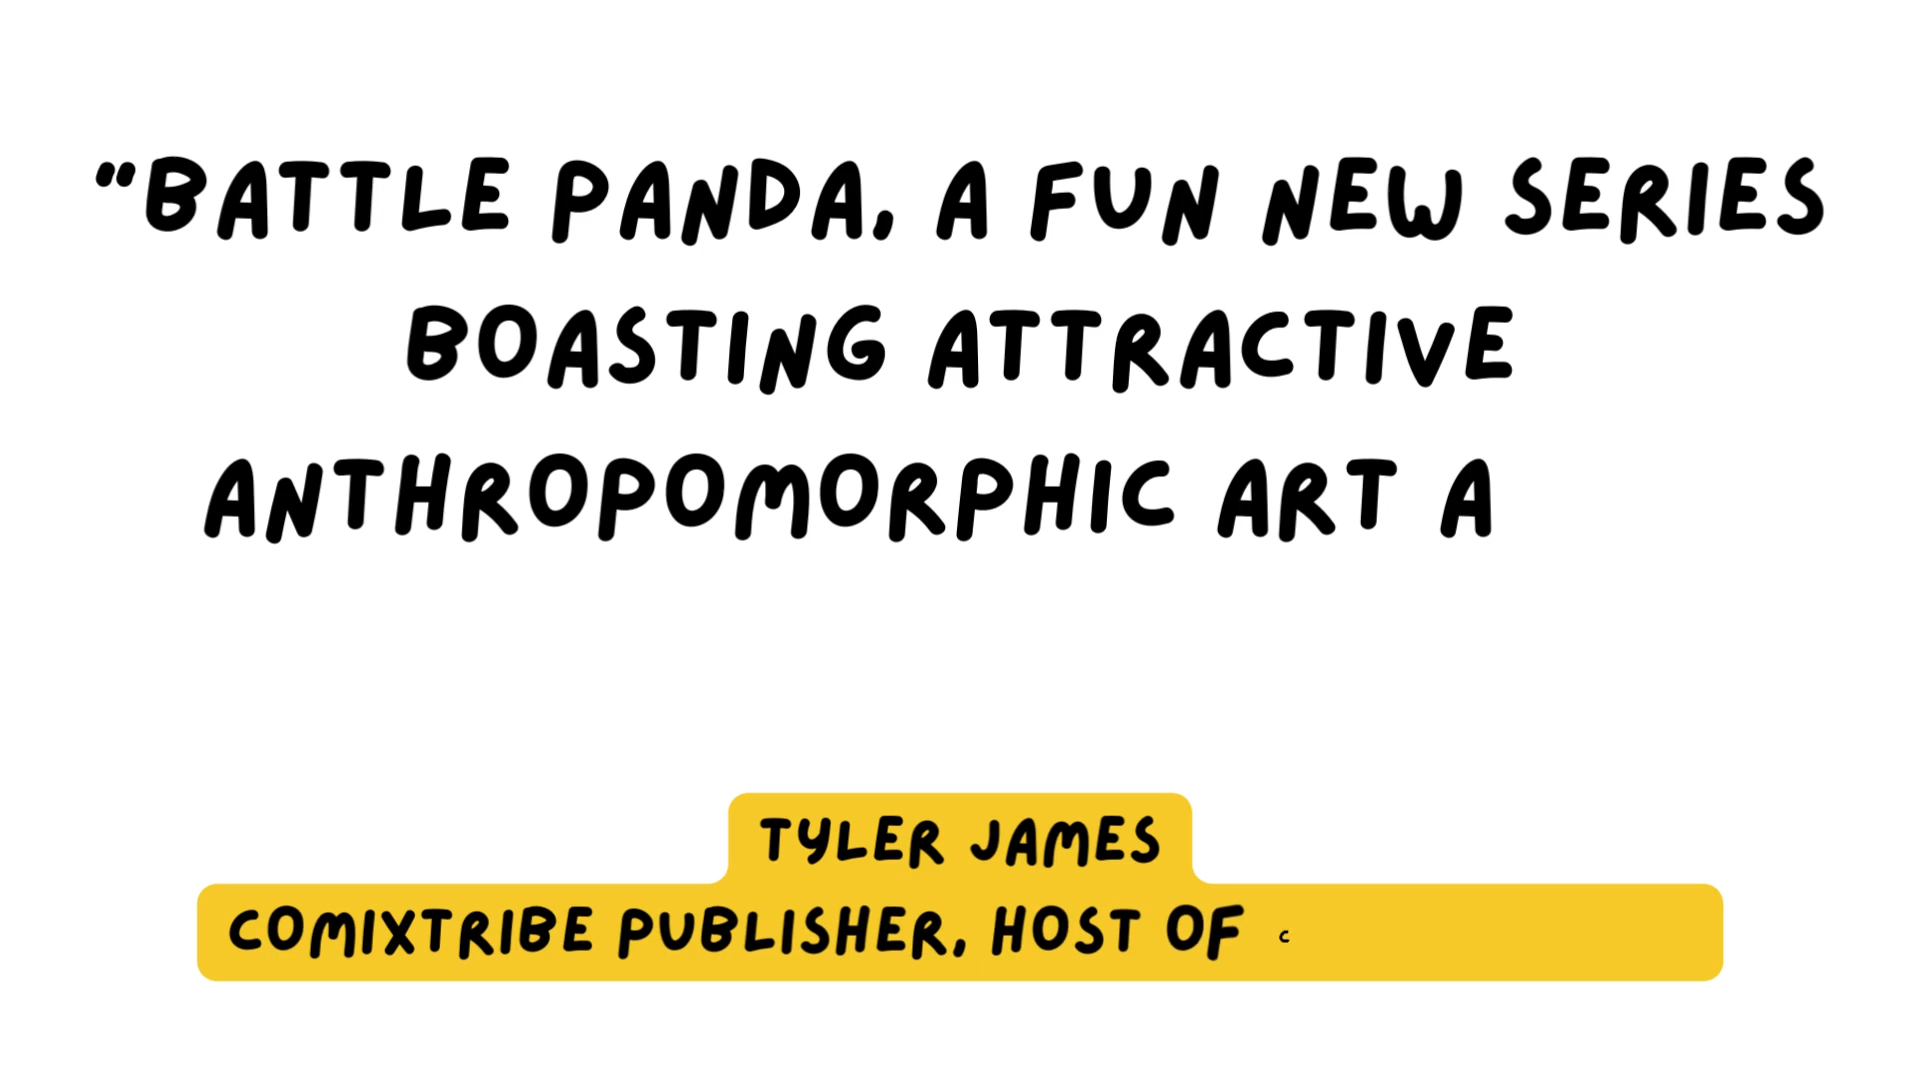 “BATTLE PANDA, A FUN NEW SERIES
BOASTING ATTRACTIVE
ANTHROPOMORPHIC ART A
TYLER JAMES
COMIXTRIBE PUBLISHER, HOST OF C